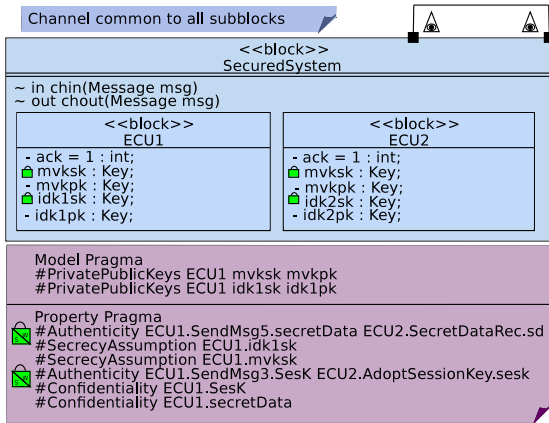 Channel common to all subblocks
<<block>>
SecuredSystem
~ in chin(Message msg)
~ out chout(Message msg)
<<block>>
ECU1
- ack = 1 : int;
mvksk : Key;
- mvkpk : Key;
idk1sk : Key;
- idk1pk : Key;
<<block>>
ECU2
- ack = 1 : int;
mvksk : Key;
- mvkpk : Key;
idk2sk : Key;
- idk2pk : Key;
Model Pragma
#PrivatePublicKeys ECU1 mvksk mvkpk
#PrivatePublicKeys ECU1 idk1sk idk1pk
Property Pragma
#Authenticity ECU1.SendMsg5.secretData ECU2.SecretDataRec.sd
#SecrecyAssumption ECU1.idk1sk
#SecrecyAssumption ECU1.mvksk
#Authenticity ECU1.SendMsg3.SesK ECU2.AdoptSessionKey.sesk
#Confidentiality ECU1.SesK
#Confidentiality ECU1.secretData